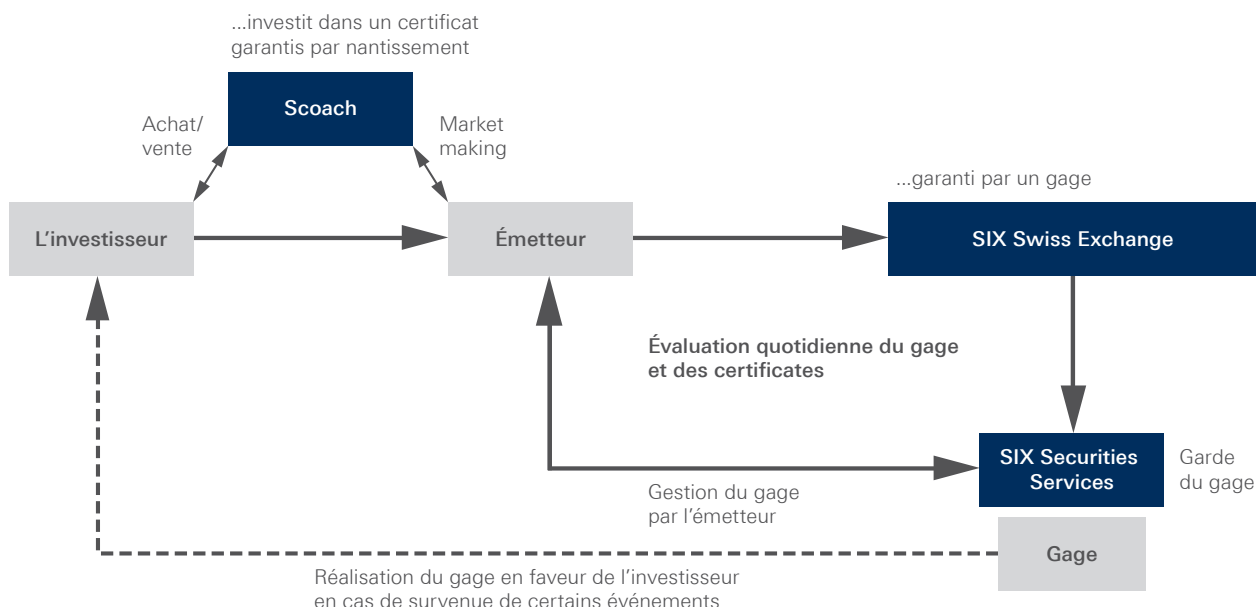 ...investit dans un certificat
garantis par nantissement
Scoach
Achat/
vente
Market
making
...garanti par un gage
L'investisseur
Émetteur
SIX Swiss Exchange
Évaluation quotidienne du gage
et des certificates
SIX Securities
Services
Garde
du gage
Gestion du gage
par l'émetteur
Gage
Réalisation du gage en faveur de l'investisseur
en cas de survenue de certains événements